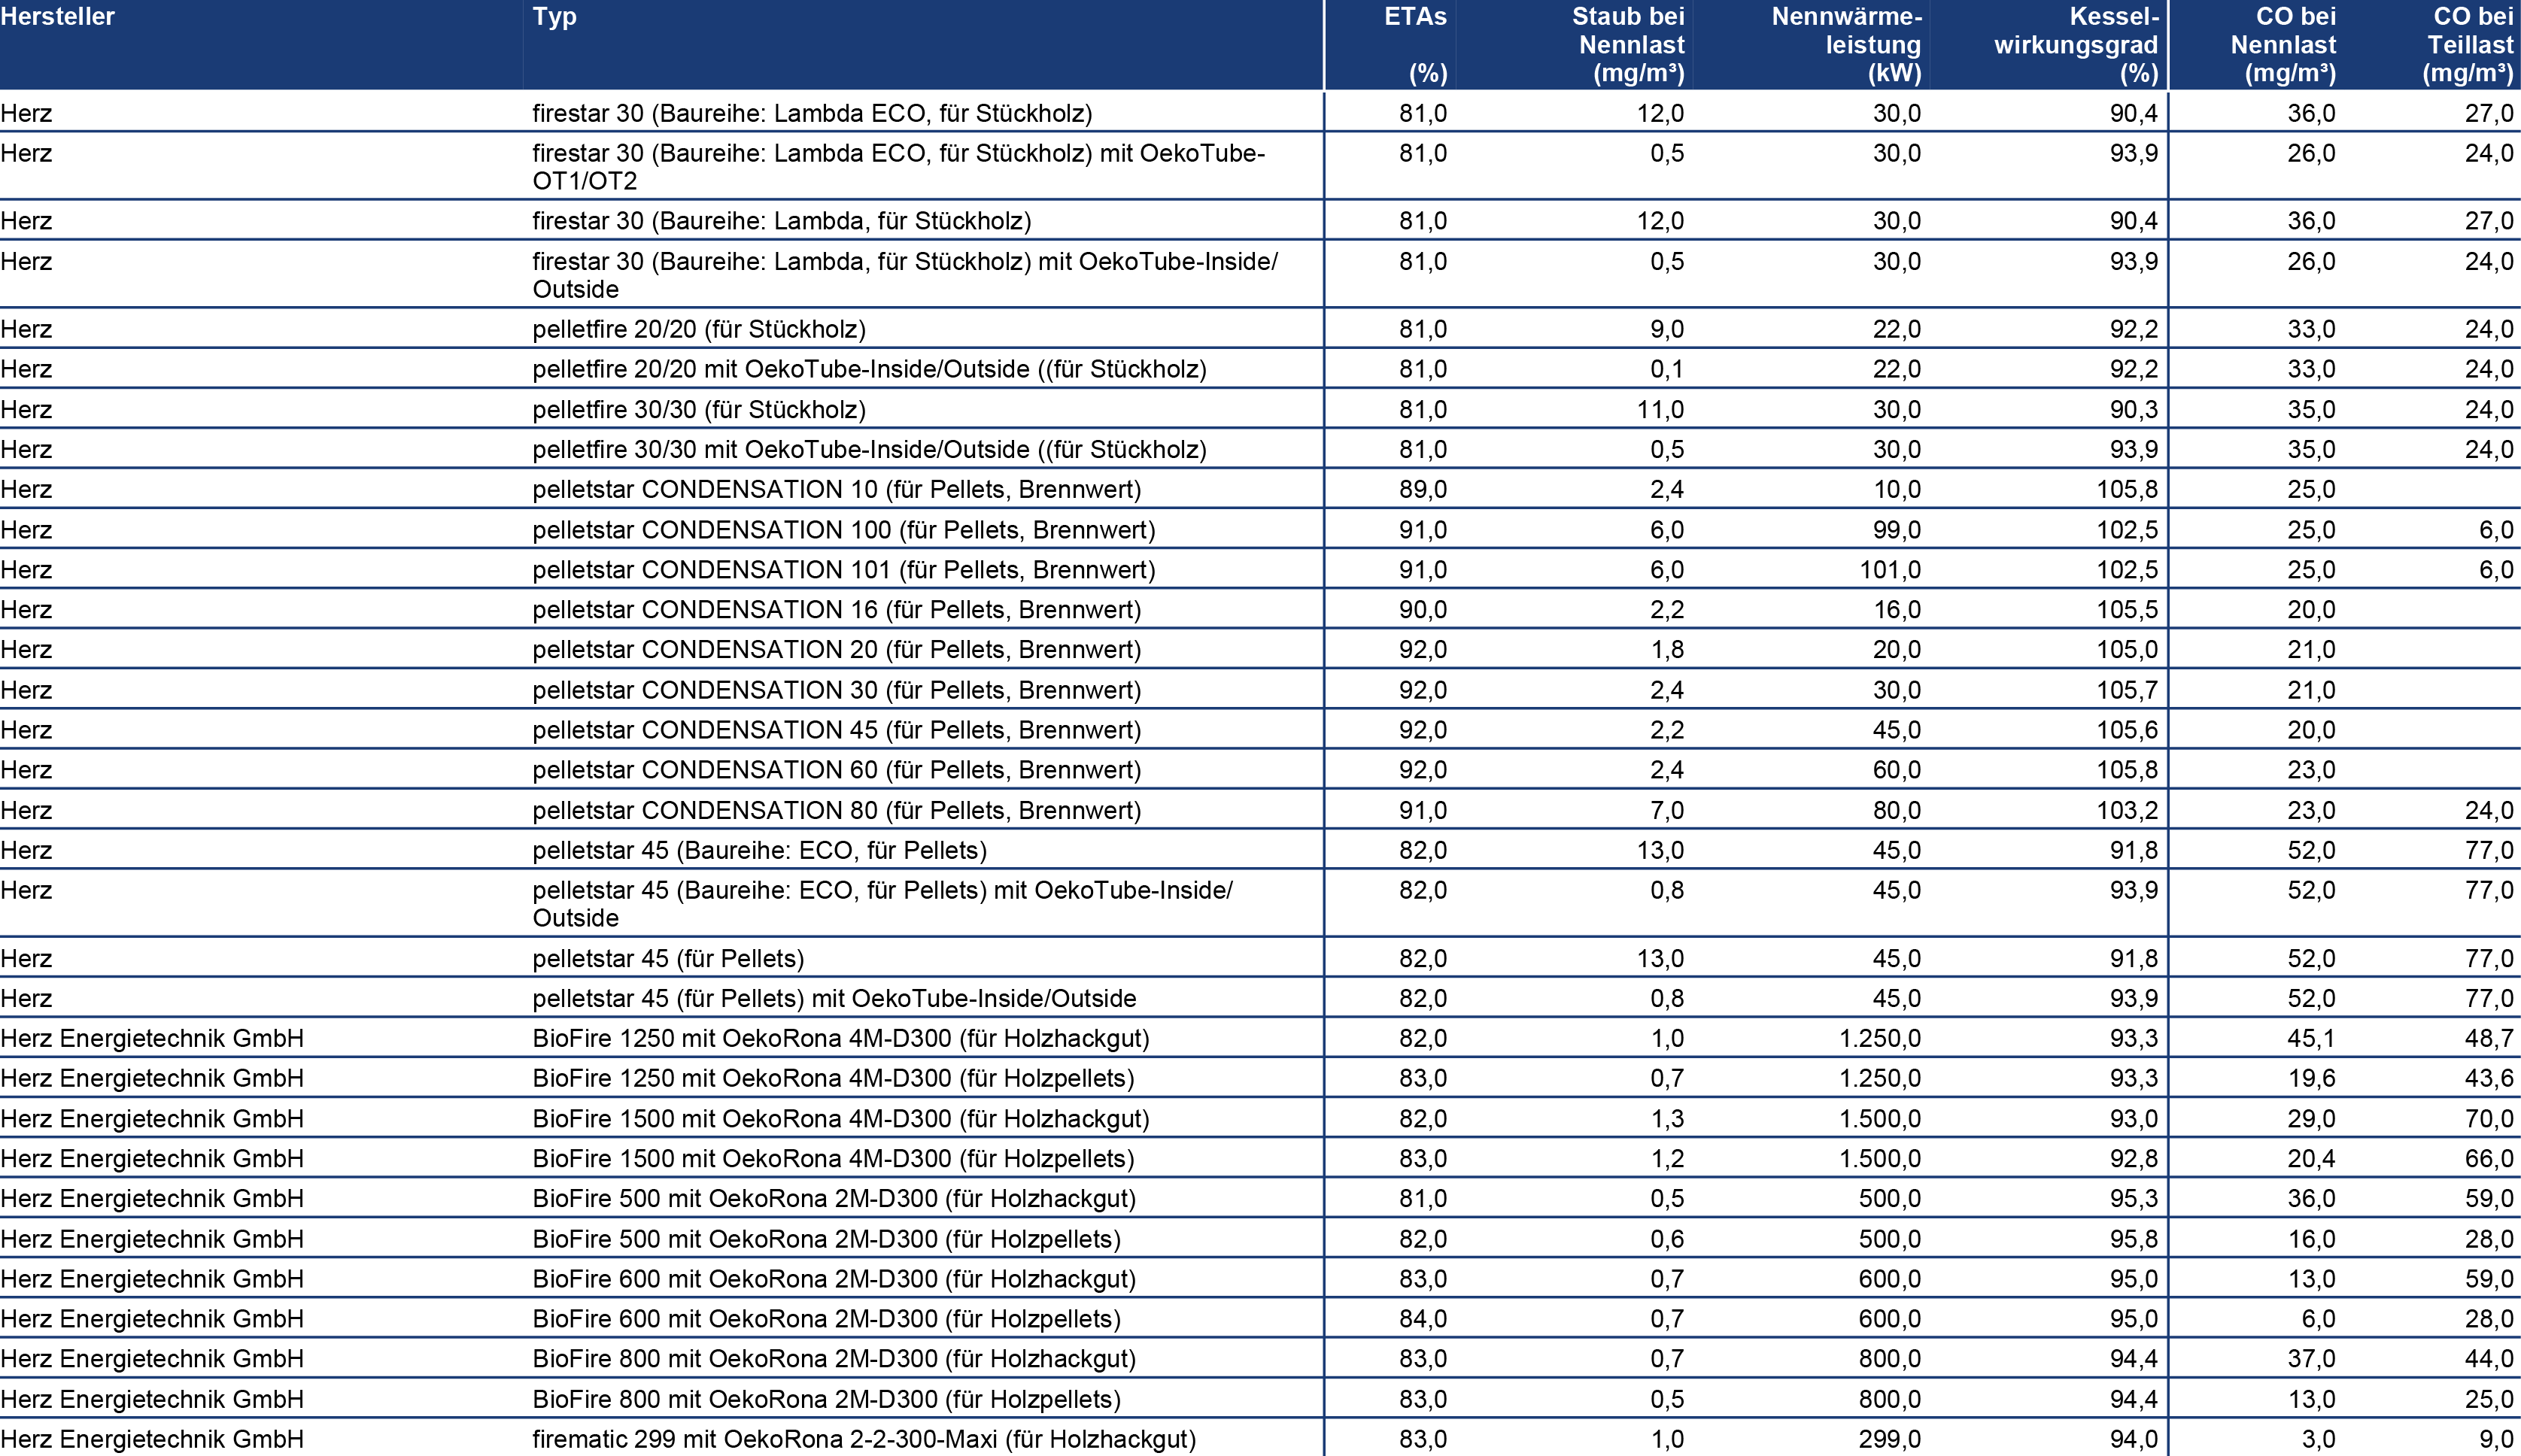 Hersteller Typ ETAs (%) Staub bei Nennlast (mg/m³) Nennwärme-leistung (kW) Kessel-wirkungsgrad (%) CO bei Nennlast (mg/m³) CO bei Teillast (mg/m³)
Herz firestar 30 (Baureihe: Lambda ECO, für Stückholz) 81,0 12,0 30,0 90,4 36,0 27,0
Herz firestar 30 (Baureihe: Lambda ECO, für Stückholz) mit OekoTube- 81,0 0,5 30,0 93,9 26,0 24,0
OT1/OT2
Herz firestar 30 (Baureihe: Lambda, für Stückholz) 81,0 12,0 30,0 90,4 36,0 27,0
Herz firestar 30 (Baureihe: Lambda, für Stückholz) mit OekoTube-Inside/ 81,0 0,5 30,0 93,9 26,0 24,0
Outside
Herz pelletfire 20/20 (für Stückholz) 81,0 9,0 22,0 92,2 33,0 24,0
Herz pelletfire 20/20 mit OekoTube-Inside/Outside ((für Stückholz) 81,0 0,1 22,0 92,2 33,0 24,0
Herz pelletfire 30/30 (für Stückholz) 81,0 11,0 30,0 90,3 35,0 24,0
Herz pelletfire 30/30 mit OekoTube-Inside/Outside ((für Stückholz) 81,0 0,5 30,0 93,9 35,0 24,0
Herz pelletstar CONDENSATION 10 (für Pellets, Brennwert) 89,0 2,4 10,0 105,8 25,0
Herz pelletstar CONDENSATION 100 (für Pellets, Brennwert) 91,0 6,0 99,0 102,5 25,0 6,0
Herz pelletstar CONDENSATION 101 (für Pellets, Brennwert) 91,0 6,0 101,0 102,5 25,0 6,0
Herz pelletstar CONDENSATION 16 (für Pellets, Brennwert) 90,0 2,2 16,0 105,5 20,0
Herz pelletstar CONDENSATION 20 (für Pellets, Brennwert) 92,0 1,8 20,0 105,0 21,0
Herz pelletstar CONDENSATION 30 (für Pellets, Brennwert) 92,0 2,4 30,0 105,7 21,0
Herz pelletstar CONDENSATION 45 (für Pellets, Brennwert) 92,0 2,2 45,0 105,6 20,0
Herz pelletstar CONDENSATION 60 (für Pellets, Brennwert) 92,0 2,4 60,0 105,8 23,0
Herz pelletstar CONDENSATION 80 (für Pellets, Brennwert) 91,0 7,0 80,0 103,2 23,0 24,0
Herz pelletstar 45 (Baureihe: ECO, für Pellets) 82,0 13,0 45,0 91,8 52,0 77,0
Herz pelletstar 45 (Baureihe: ECO, für Pellets) mit OekoTube-Inside/ 82,0 0,8 45,0 93,9 52,0 77,0
Outside
Herz pelletstar 45 (für Pellets) 82,0 13,0 45,0 91,8 52,0 77,0
Herz pelletstar 45 (für Pellets) mit OekoTube-Inside/Outside 82,0 0,8 45,0 93,9 52,0 77,0
Herz Energietechnik GmbH BioFire 1250 mit OekoRona 4M-D300 (für Holzhackgut) 82,0 1,0 1.250,0 93,3 45,1 48,7
Herz Energietechnik GmbH BioFire 1250 mit OekoRona 4M-D300 (für Holzpellets) 83,0 0,7 1.250,0 93,3 19,6 43,6
Herz Energietechnik GmbH BioFire 1500 mit OekoRona 4M-D300 (für Holzhackgut) 82,0 1,3 1.500,0 93,0 29,0 70,0
Herz Energietechnik GmbH BioFire 1500 mit OekoRona 4M-D300 (für Holzpellets) 83,0 1,2 1.500,0 92,8 20,4 66,0
Herz Energietechnik GmbH BioFire 500 mit OekoRona 2M-D300 (für Holzhackgut) 81,0 0,5 500,0 95,3 36,0 59,0
Herz Energietechnik GmbH BioFire 500 mit OekoRona 2M-D300 (für Holzpellets) 82,0 0,6 500,0 95,8 16,0 28,0
Herz Energietechnik GmbH BioFire 600 mit OekoRona 2M-D300 (für Holzhackgut) 83,0 0,7 600,0 95,0 13,0 59,0
Herz Energietechnik GmbH BioFire 600 mit OekoRona 2M-D300 (für Holzpellets) 84,0 0,7 600,0 95,0 6,0 28,0
Herz Energietechnik GmbH BioFire 800 mit OekoRona 2M-D300 (für Holzhackgut) 83,0 0,7 800,0 94,4 37,0 44,0
Herz Energietechnik GmbH BioFire 800 mit OekoRona 2M-D300 (für Holzpellets) 83,0 0,5 800,0 94,4 13,0 25,0
Herz Energietechnik GmbH firematic 299 mit OekoRona 2-2-300-Maxi (für Holzhackgut) 83,0 1,0 299,0 94,0 3,0 9,0